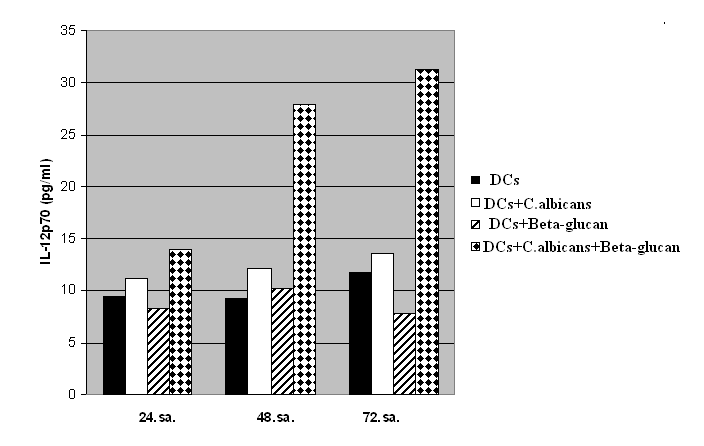 35
30
25
20
15
10
5
0
IL-12p70 (pg/ml)
24.sa.
48.sa.
72.sa.
DCs
DCs+C.albicans
DCs+Beta-glucan
DCs+C.albicans+Beta-glucan